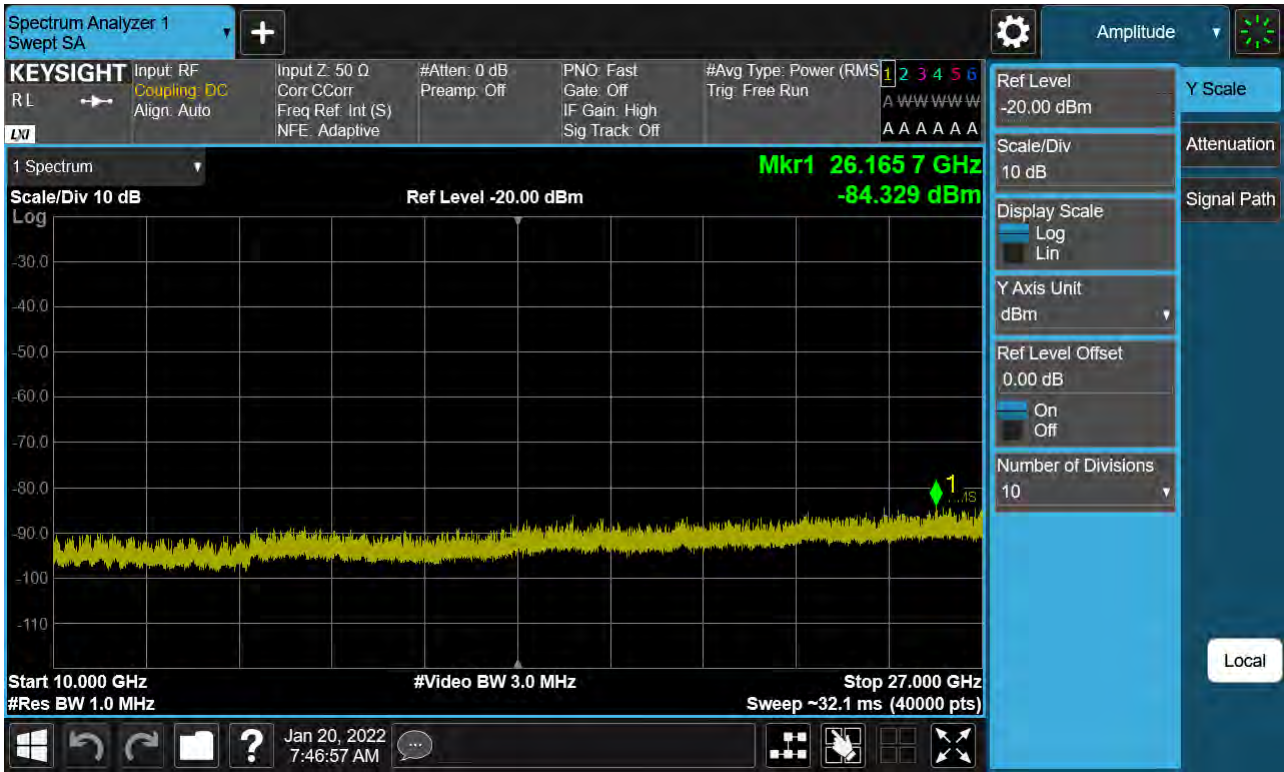 Spectrum Analyzer 1
Swept SA
+
Amplitude
KEYSIGHT
RL
LXI
Input: RF
Coupling: DC
Align: Auto
Input Z: 50 Ω
Corr CCorr
Freq Ref: Int (S)
NFE: Adaptive
#Atten: 0 dB
Preamp: Off
PNO: Fast
Gate: Off
IF Gain: High
Sig Track: Off
#Avg Type: Power (RMS
Trig: Free Run
1 2 3 4 5 6
A W W W W W
A A A A A A
1 Spectrum
Mkr1 26.165 7 GHz
Scale/Div 10 dB
Ref Level -20.00 dBm
-84.329 dBm
Log
-30.0
-40.0
-50.0
-60.0
-70.0
-80.0
-90.0
-100
-110
1
Start 10.000 GHz
#Video BW 3.0 MHz
Stop 27.000 GHz
#Res BW 1.0 MHz
Sweep ~32.1 ms (40000 pts)
Ref Level
-20.00 dBm
Scale/Div
10 dB
Display Scale
Log
Lin
Y Axis Unit
dBm
Ref Level Offset
0.00 dB
On
Off
Number of Divisions
10
Y Scale
Attenuation
Signal Path
Local
?
Jan 20, 2022
7:46:57 AM